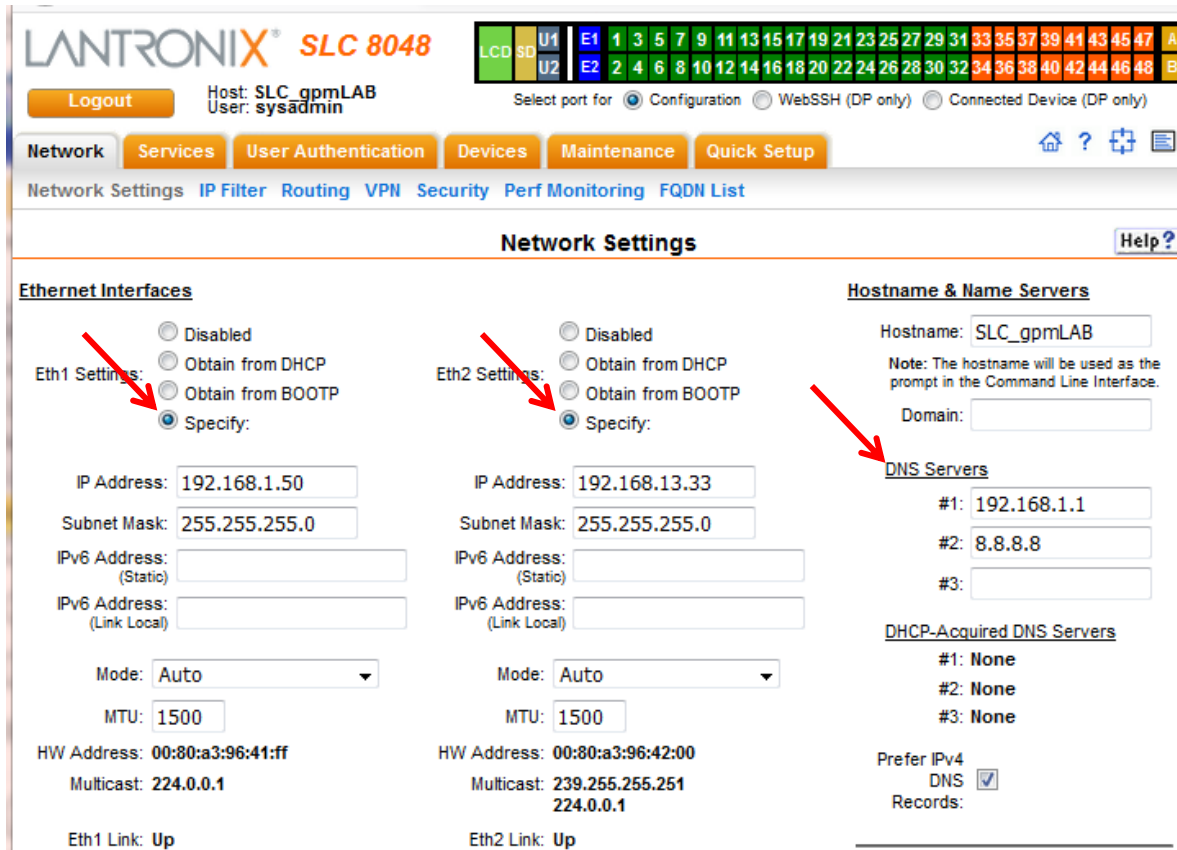 LANTRONIX® SLC 8048
LCD SD U1 E1 1 3 5 7 9 11 13 15 17 19 21 23 25 27 29 31 33 35 37 39 41 43 45 47 A
U2 E2 2 4 6 8 10 12 14 16 18 20 22 24 26 28 30 32 34 36 38 40 42 44 46 48 B
Logout
Host: SLC_gpmLAB
User: sysadmin
Select port for Configuration WebSSH (DP only) Connected Device (DP only)
Network Services User Authentication Devices Maintenance Quick Setup
?
Network Settings IP Filter Routing VPN Security Perf Monitoring FQDN List
Network Settings
Help?
Ethernet Interfaces
Eth1 Settings:
Disabled
Obtain from DHCP
Obtain from BOOTP
Specify:
IP Address: 192.168.1.50
Subnet Mask: 255.255.255.0
IPv6 Address:
(Static)
IPv6 Address:
(Link Local)
Mode: Auto
MTU: 1500
HW Address: 00:80:a3:96:41:ff
Multicast: 224.0.0.1
Eth1 Link: Up
Eth2 Settings:
Disabled
Obtain from DHCP
Obtain from BOOTP
Specify:
IP Address: 192.168.13.33
Subnet Mask: 255.255.255.0
IPv6 Address:
(Static)
IPv6 Address:
(Link Local)
Mode: Auto
MTU: 1500
HW Address: 00:80:a3:96:42:00
Multicast: 239.255.255.251
224.0.0.1
Eth2 Link: Up
Hostname & Name Servers
Hostname: SLC_gpmLAB
Note: The hostname will be used as the
prompt in the Command Line Interface.
Domain:
DNS Servers
#1: 192.168.1.1
#2: 8.8.8.8
#3:
DHCP-Acquired DNS Servers
#1: None
#2: None
#3: None
Prefer IPv4
DNS
Records: